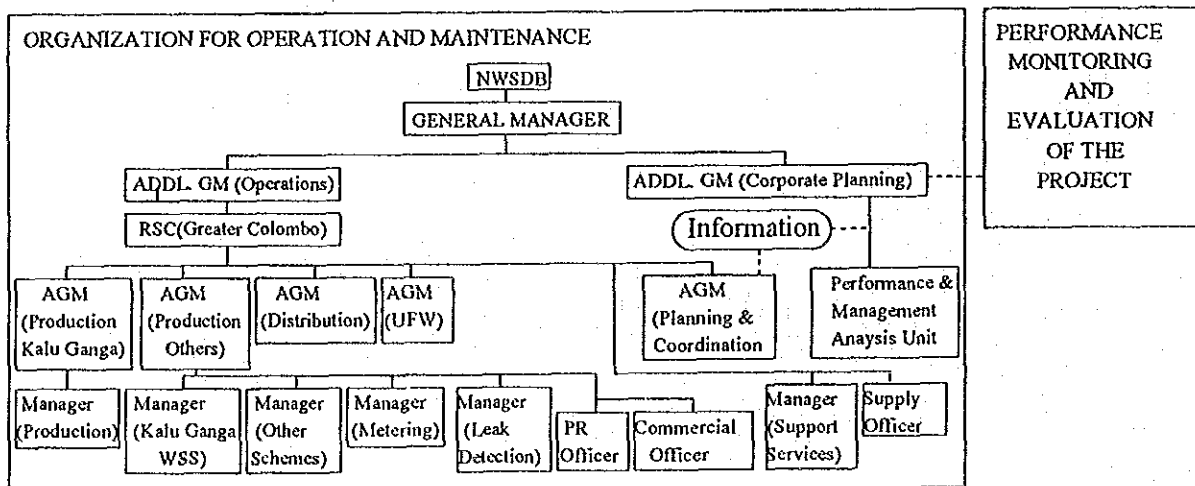 ORGANIZATION FOR OPERATION AND MAINTENANCE
NWSDB
GENERAL MANAGER
ADDL. GM (Operations)
ADDL. GM (Corporate Planning)
RSC(Greater Colombo)
Information
AGM
(Production
Kalu Ganga)
AGM
(Production
Others)
AGM
(Distribution)
AGM
(UFW)
AGM
(Planning &
Coordination
Performance &
Management
Anaysis Unit
Manager
(Production)
Manager
(Kalu Ganga
WSS)
Manager
(Other
Schemes)
Manager
(Metering)
Manager
(Leak
Detection)
PR
Officer
Commercial
Officer
Manager
(Support
Services)
Supply
Officer
PERFORMANCE
MONITORING
AND
EVALUATION
OF THE
PROJECT